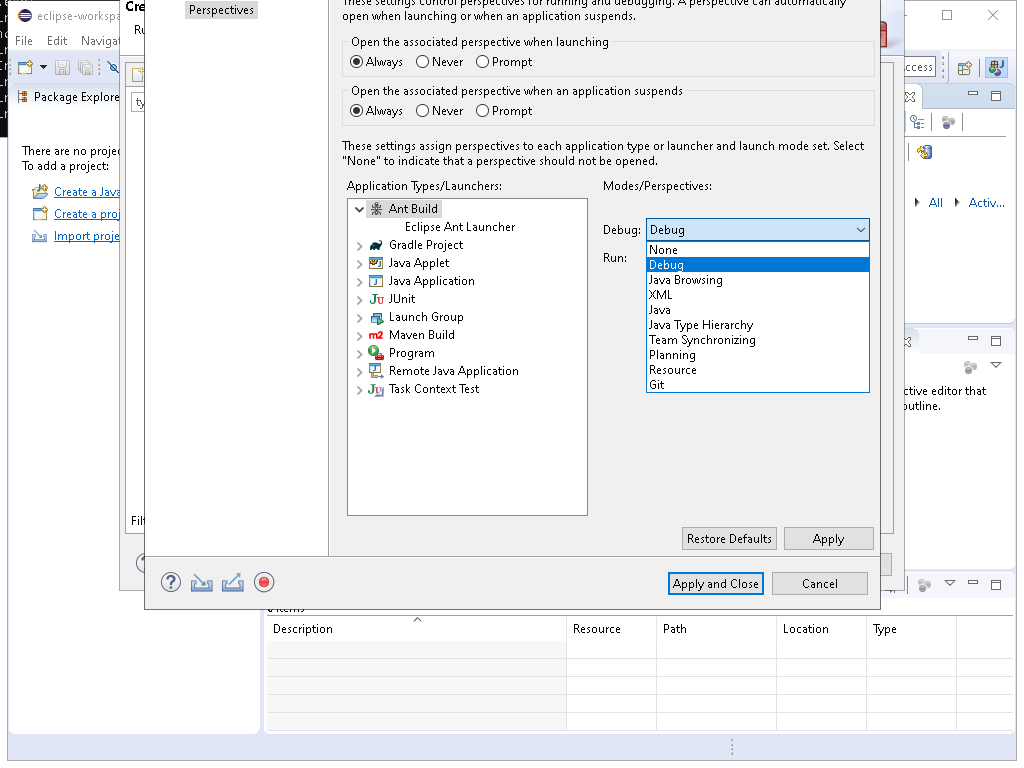 eclipse-workspa
Cre
Perspectives
These settings control perspectives for running and debugging. A perspective can automatically
open when launching or when an application suspends.
File Edit Navigat
Ru
Open the associated perspective when launching
Always Never Prompt
ccess
Open the associated perspective when an application suspends
Package Explore
ty
Always Never Prompt
There are no projec
To add a project:
These settings assign perspectives to each application type or launcher and launch mode set. Select
"None" to indicate that a perspective should not be opened.
Create a Java
Create a proj
Import proje
Application Types/Launchers:
Modes/Perspectives:
All Activ...
Ant Build
Eclipse Ant Launcher
Gradle Project
Java Applet
Java Application
JUnit
Launch Group
m2 Maven Build
Program
Remote Java Application
Task Context Test
Debug: Debug
Run:
None
Debug
Java Browsing
XML
Java
Java Type Hierarchy
Team Synchronizing
Planning
Resource
Git
ctive editor that
outline.
Filt
Restore Defaults Apply
Apply and Close Cancel
items
Description Resource Path Location Type